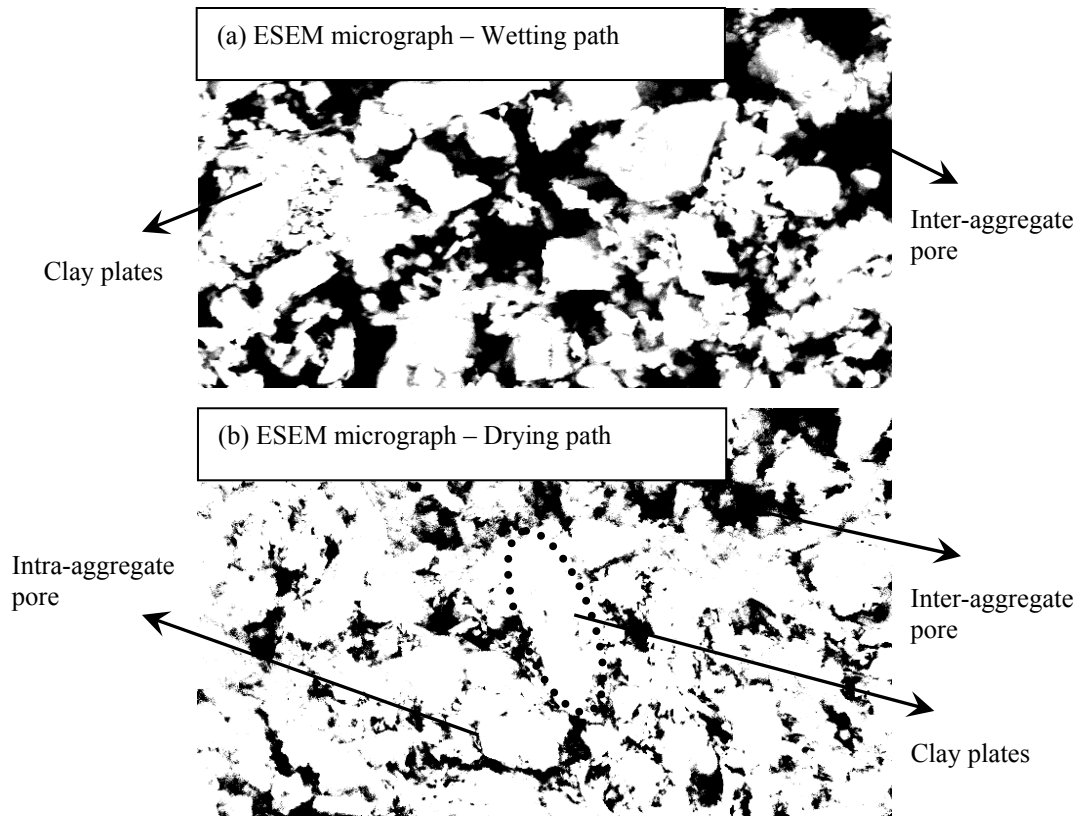 (a) ESEM micrograph – Wetting path
Clay plates
Inter-aggregate
pore
(b) ESEM micrograph – Drying path
Intra-aggregate
pore
Inter-aggregate
pore
Clay plates